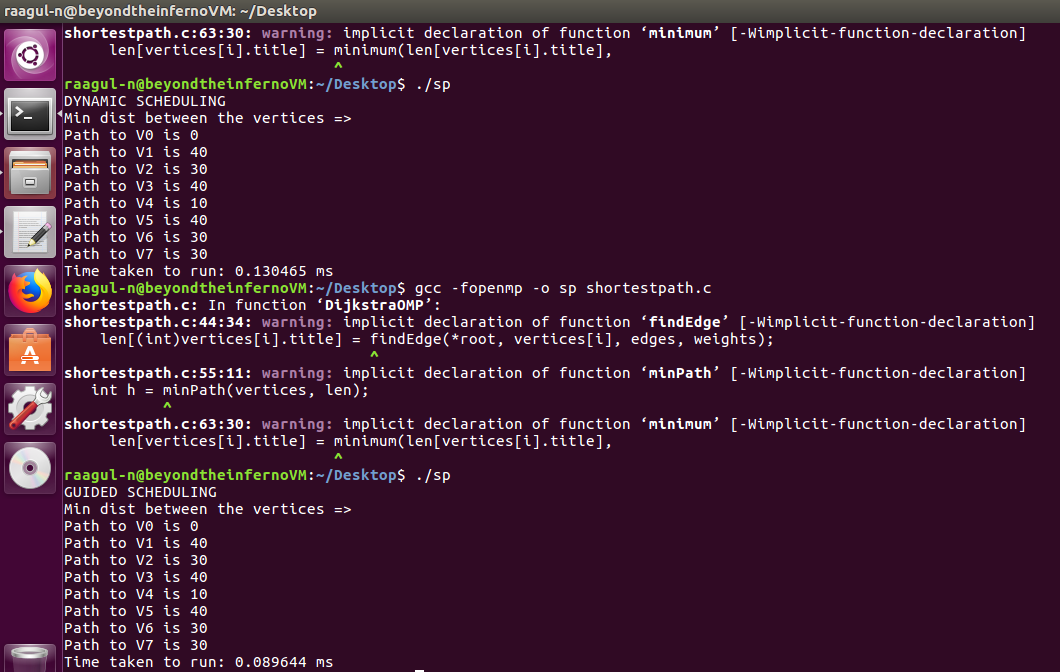 raagul-n@beyondtheinfernoVM: ~/Desktop
shortestpath.c:63:30: warning: implicit declaration of function ‘minimum’ [-Wimplicit-function-declaration]
     len[vertices[i].title] = minimum(len[vertices[i].title],
                              ^
raagul-n@beyondtheinfernoVM:~/Desktop$ ./sp
DYNAMIC SCHEDULING
Min dist between the vertices =>
Path to V0 is 0
Path to V1 is 40
Path to V2 is 30
Path to V3 is 40
Path to V4 is 10
Path to V5 is 40
Path to V6 is 30
Path to V7 is 30
Time taken to run: 0.130465 ms
raagul-n@beyondtheinfernoVM:~/Desktop$ gcc -fopenmp -o sp shortestpath.c
shortestpath.c: In function ‘DijkstraOMP’:
shortestpath.c:44:34: warning: implicit declaration of function ‘findEdge’ [-Wimplicit-function-declaration]
    len[(int)vertices[i].title] = findEdge(*root, vertices[i], edges, weights);
                                  ^
shortestpath.c:55:11: warning: implicit declaration of function ‘minPath’ [-Wimplicit-function-declaration]
   int h = minPath(vertices, len);
           ^
shortestpath.c:63:30: warning: implicit declaration of function ‘minimum’ [-Wimplicit-function-declaration]
     len[vertices[i].title] = minimum(len[vertices[i].title],
                              ^
raagul-n@beyondtheinfernoVM:~/Desktop$ ./sp
GUIDED SCHEDULING
Min dist between the vertices =>
Path to V0 is 0
Path to V1 is 40
Path to V2 is 30
Path to V3 is 40
Path to V4 is 10
Path to V5 is 40
Path to V6 is 30
Path to V7 is 30
Time taken to run: 0.089644 ms